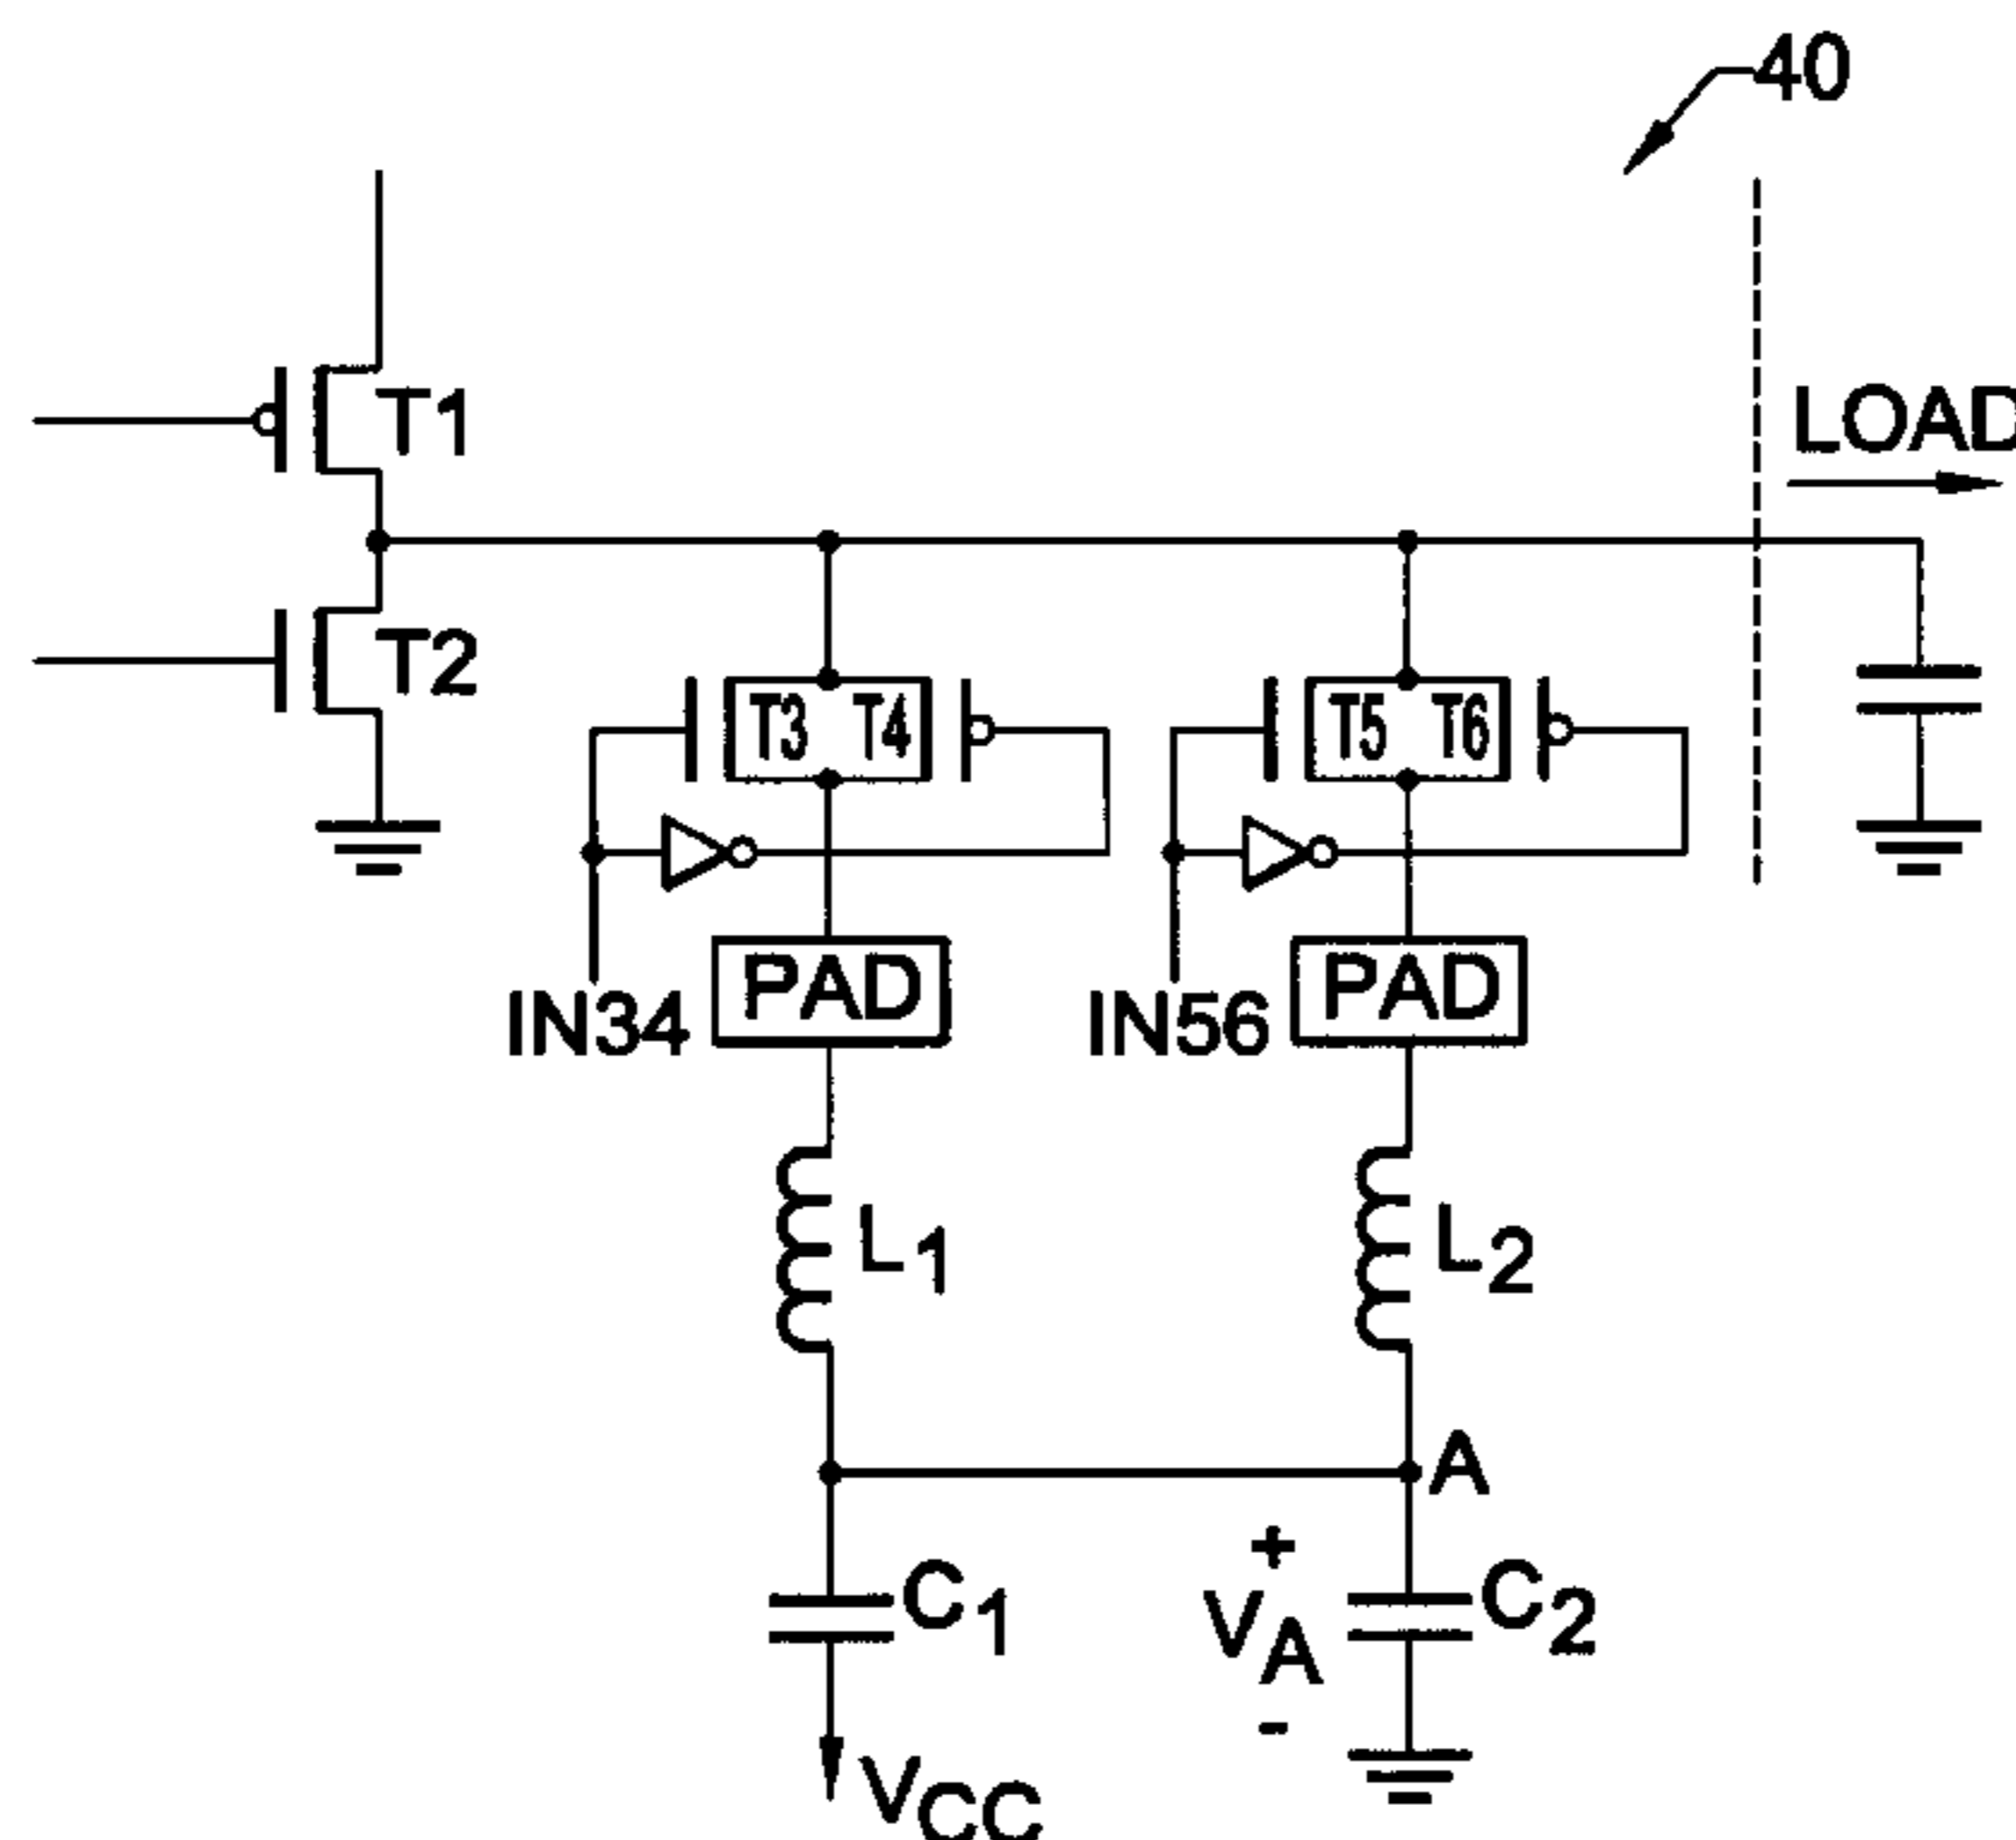 40
T1
LOAD
T2
T3 T4
T5 T6
PAD
PAD
IN34
IN56
L1
L2
A
C1
+
VA
-
C2
VCC